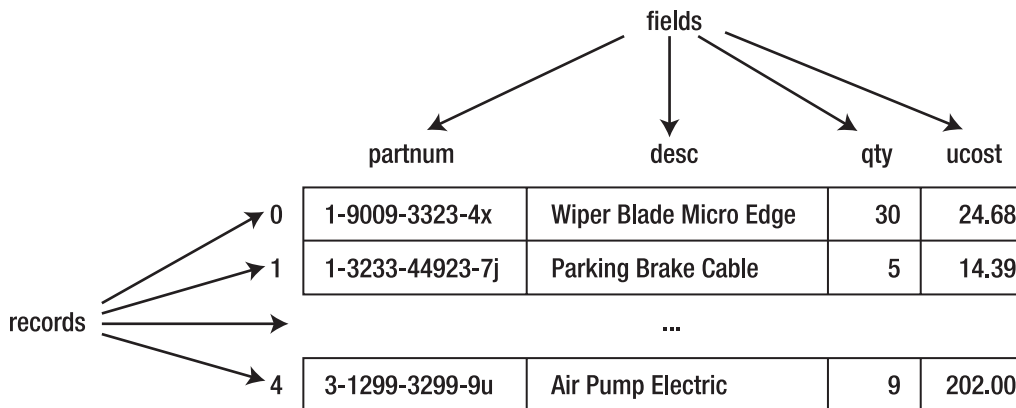 fields
partnum desc qty ucost
0 1-9009-3323-4x Wiper Blade Micro Edge 30 24.68
1 1-3233-44923-7j Parking Brake Cable 5 14.39
records ...
4 3-1299-3299-9u Air Pump Electric 9 202.00